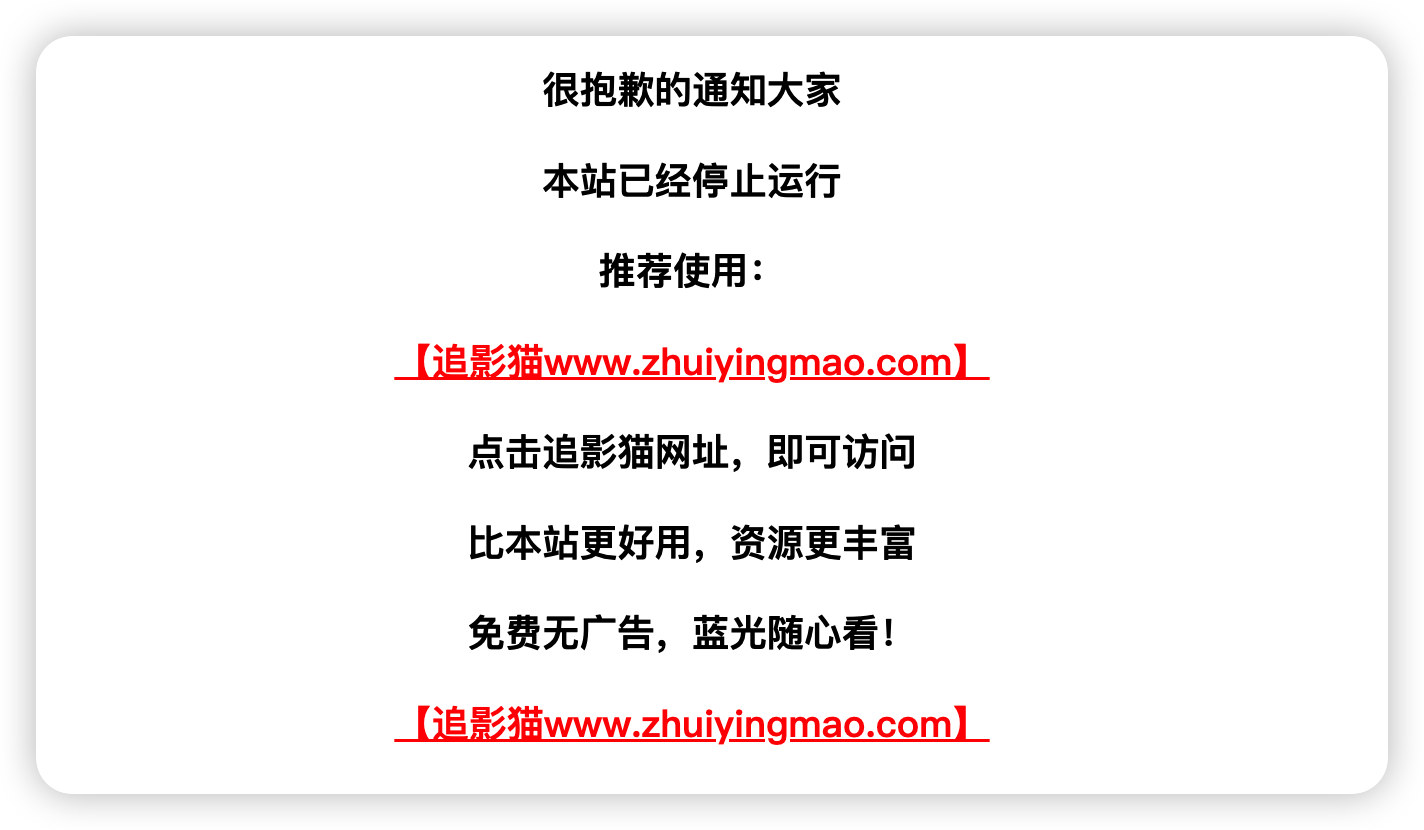 很抱歉的通知大家
本站已经停止运行
推荐使用：
【追影猫www.zhuiyingmao.com】
点击追影猫网址，即可访问
比本站更好用，资源更丰富
免费无广告，蓝光随心看！
【追影猫www.zhuiyingmao.com】